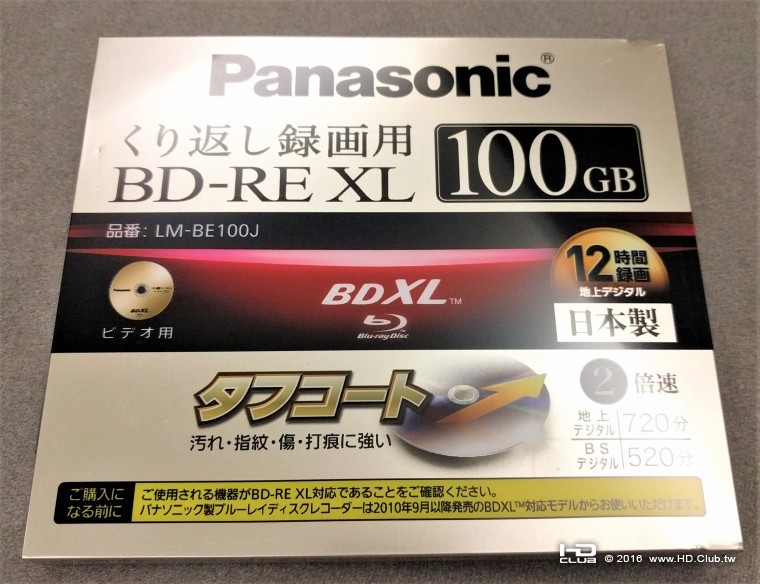 Panasonic®
くり返し録画用
BD-RE XL
100GB
品番: LM-BE100J
12時間
録画
地上デジタル
日本製
ビデオ用
BDXL™
Blu-ray Disc
タフコート
汚れ・指紋・傷・打痕に強い
2倍速
地上デジタル 720分
BSデジタル 520分
ご購入になる前に
ご使用される機器がBD-RE XL対応であることをご確認ください。
パナソニック製ブルーレイディスクレコーダーは2010年9月以降発売のBDXL™対応モデルからお使いいただけます。
HD CLUB © 2016 www.HD.Club.tw